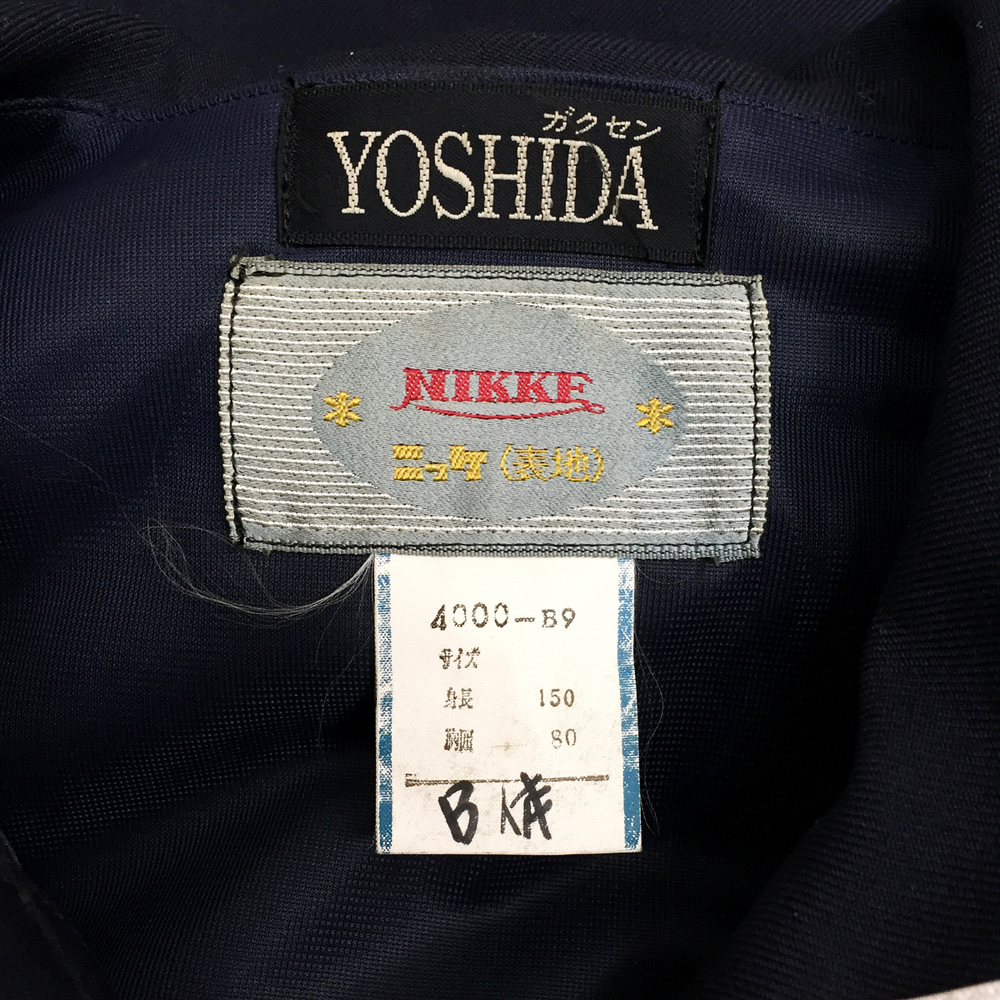 ガクセン
YOSHIDA
NIKKE
ニッケ(表地)
4000-B9
サイズ
身長 150
胸囲 80
B